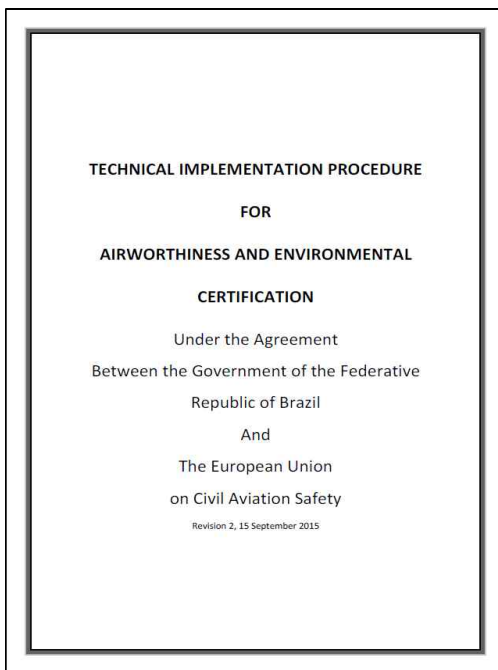 TECHNICAL IMPLEMENTATION PROCEDURE
FOR
AIRWORTHINESS AND ENVIRONMENTAL
CERTIFICATION
Under the Agreement
Between the Government of the Federative
Republic of Brazil
And
The European Union
on Civil Aviation Safety
Revision 2, 15 September 2015